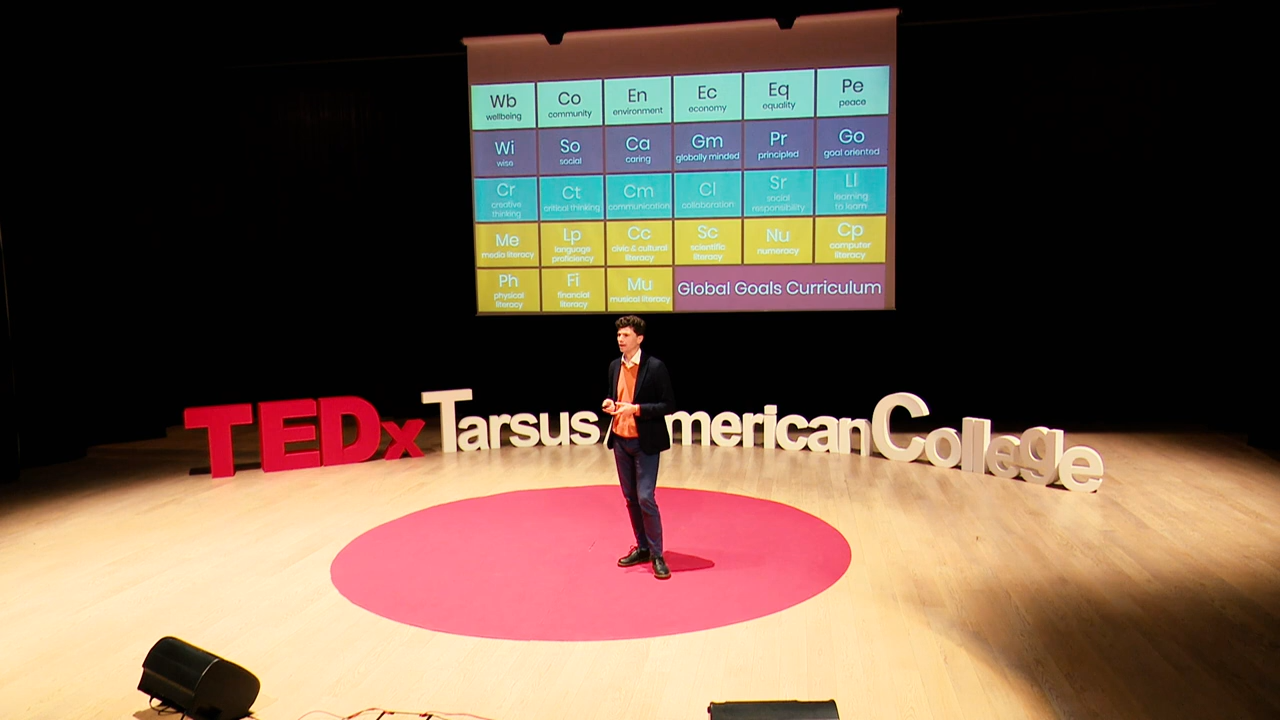 Wb Co En Ec Eq Pe
wellbeing community environment economy equality peace
Wi So Ca Gm Pr Go
wise social caring globally minded principled goal oriented
Cr Ct Cm Cl Sr Ll
creative thinking critical thinking communication collaboration social responsibility learning to learn
Me Lp Cc Sc Nu Cp
media literacy language proficiency civic & cultural literacy scientific literacy numeracy computer literacy
Ph Fi Mu Global Goals Curriculum
physical literacy financial literacy musical literacy
TEDx Tarsus merican College